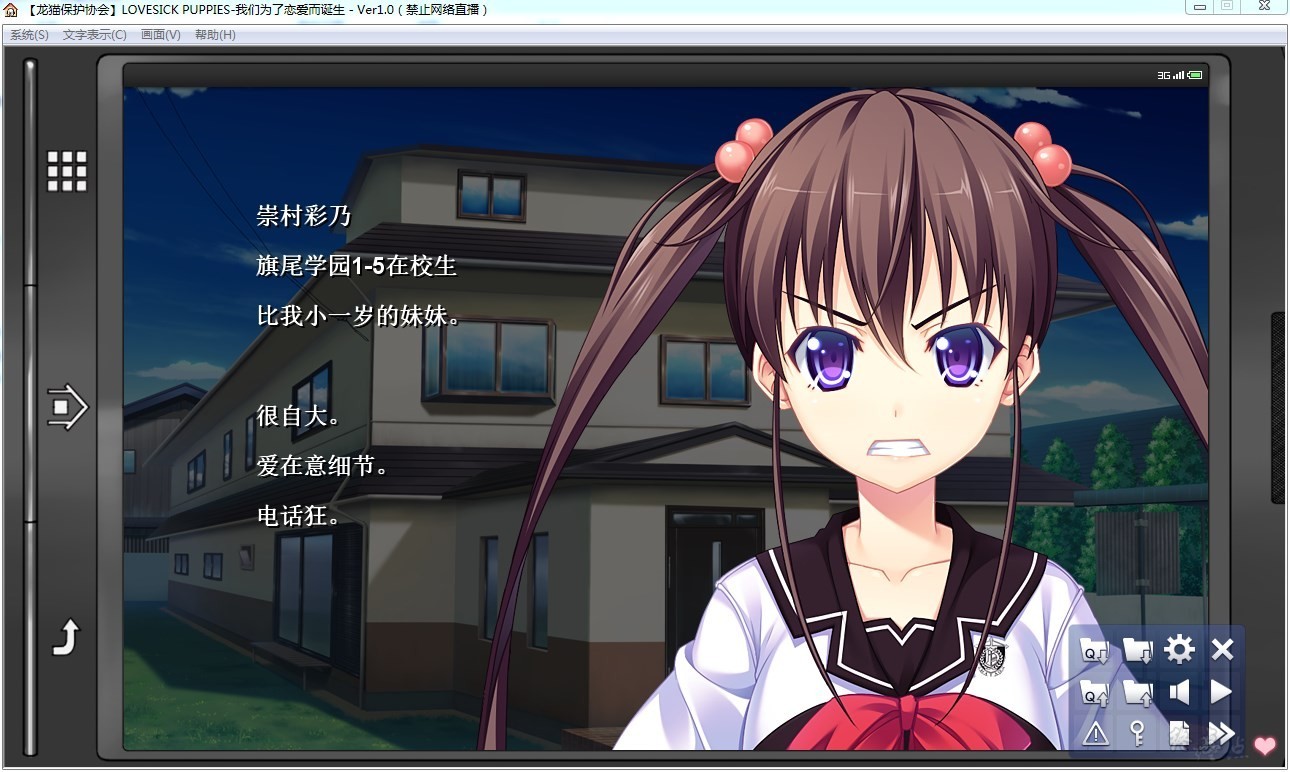 【龙猫保护协会】LOVESICK PUPPIES-我们为了恋爱而诞生 - Ver1.0 ( 禁止网络直播 )
系统(S) 文字表示(C) 画面(V) 帮助(H)
3G
崇村彩乃
旗尾学园1-5在校生
比我小一岁的妹妹。
很自大。
爱在意细节。
电话狂。
Q
Q